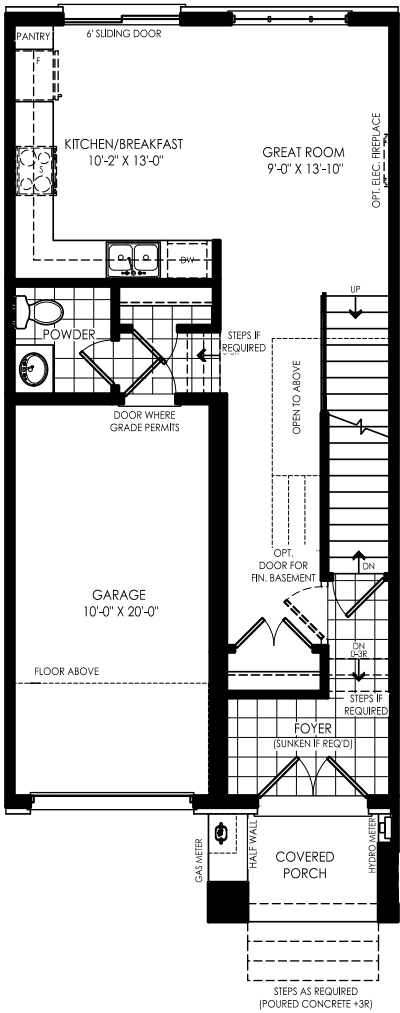 6' SLIDING DOOR
PANTRY
F
KITCHEN/BREAKFAST
10'-2" X 13'-0"
GREAT ROOM
9'-0" X 13'-10"
OPT. ELEC. FIREPLACE
S
DW
UP
POWDER
STEPS IF
REQUIRED
OPEN TO ABOVE
DOOR WHERE
GRADE PERMITS
OPT.
DOOR FOR
FIN. BASEMENT
DN
GARAGE
10'-0" X 20'-0"
DN
0-3R
FLOOR ABOVE
STEPS IF
REQUIRED
FOYER
(SUNKEN IF REQ'D)
GAS METER
HALF WALL
HYDRO METER
COVERED
PORCH
STEPS AS REQUIRED
(POURED CONCRETE +3R)